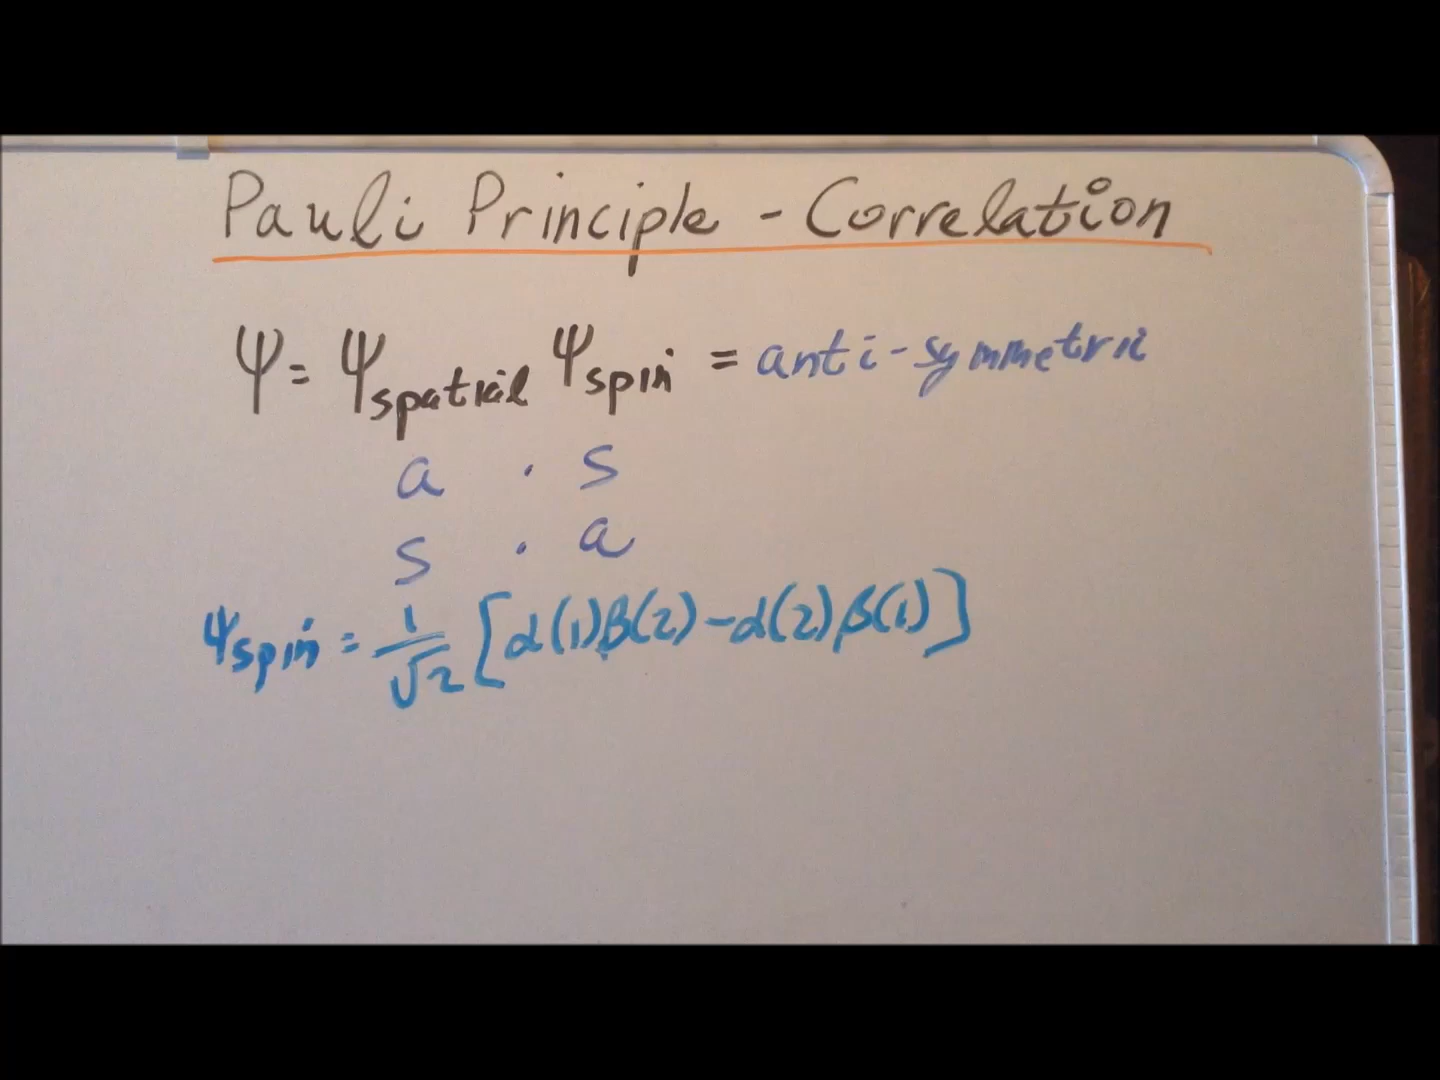 Pauli Principle - Correlation
Ψ = Ψspatial Ψspin = anti-symmetric
a · s
s · a
Ψspin = 1/√2 [α(1)β(2) - α(2)β(1)]